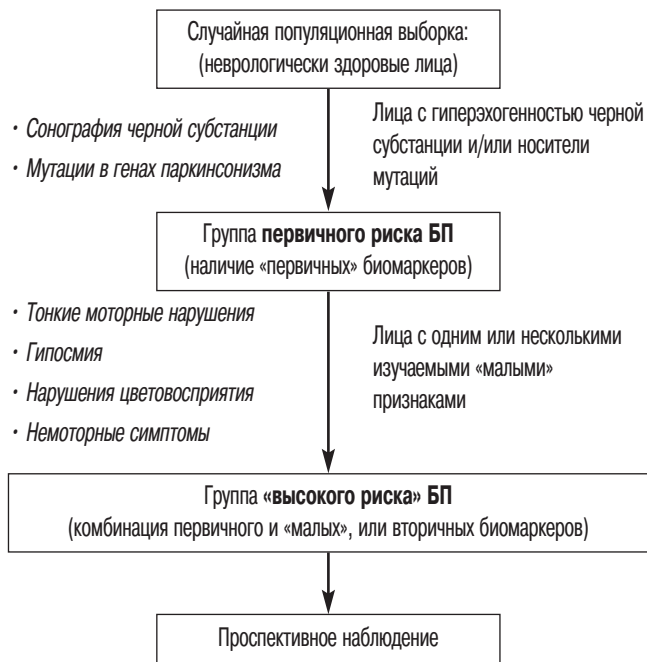 Случайная популяционная выборка:
(неврологически здоровые лица)
· Сонография черной субстанции
· Мутации в генах паркинсонизма
Лица с гиперэхогенностью черной
субстанции и/или носители
мутаций
Группа первичного риска БП
(наличие «первичных» биомаркеров)
· Тонкие моторные нарушения
· Гипосмия
· Нарушения цветовосприятия
· Немоторные симптомы
Лица с одним или несколькими
изучаемыми «малыми»
признаками
Группа «высокого риска» БП
(комбинация первичного и «малых», или вторичных биомаркеров)
Проспективное наблюдение